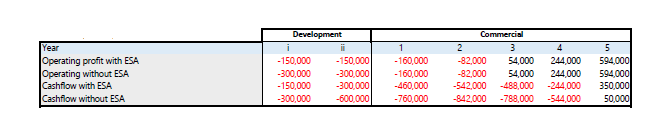 Development Commercial
Year i ii 1 2 3 4 5
Operating profit with ESA -150,000 -150,000 -160,000 -82,000 54,000 244,000 594,000
Operating without ESA -300,000 -300,000 -160,000 -82,000 54,000 244,000 594,000
Cashflow with ESA -150,000 -300,000 -460,000 -542,000 -488,000 -244,000 350,000
Cashflow without ESA -300,000 -600,000 -760,000 -842,000 -788,000 -544,000 50,000